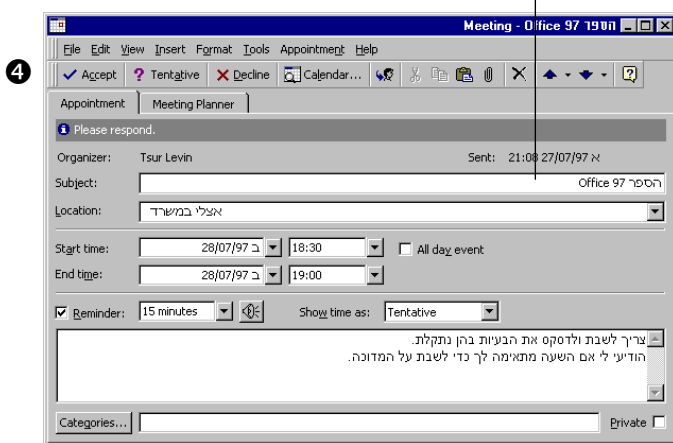 Meeting - Office 97 הספר
File Edit View Insert Format Tools Appointment Help
4
Accept ? Tentative Decline Calendar...
Appointment Meeting Planner
Please respond.
Organizer: Tsur Levin Sent: א 27/07/97 21:08
Subject: הספר Office 97
Location: אצלי במשרד
Start time: ב 28/07/97 18:30 All day event
End time: ב 28/07/97 19:00
Reminder: 15 minutes Show time as: Tentative
צריך לשבת ולדסקס את הבעיות בהן נתקלת.
הודיעי לי אם השעה מתאימה לך כדי לשבת על המדוכה.
Categories... Private